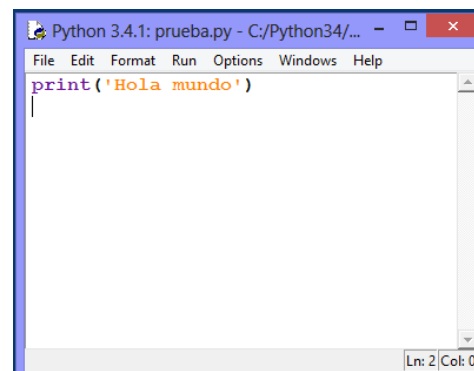 Python 3.4.1: prueba.py - C:/Python34/...
File Edit Format Run Options Windows Help
print('Hola mundo')
Ln: 2 Col: 0